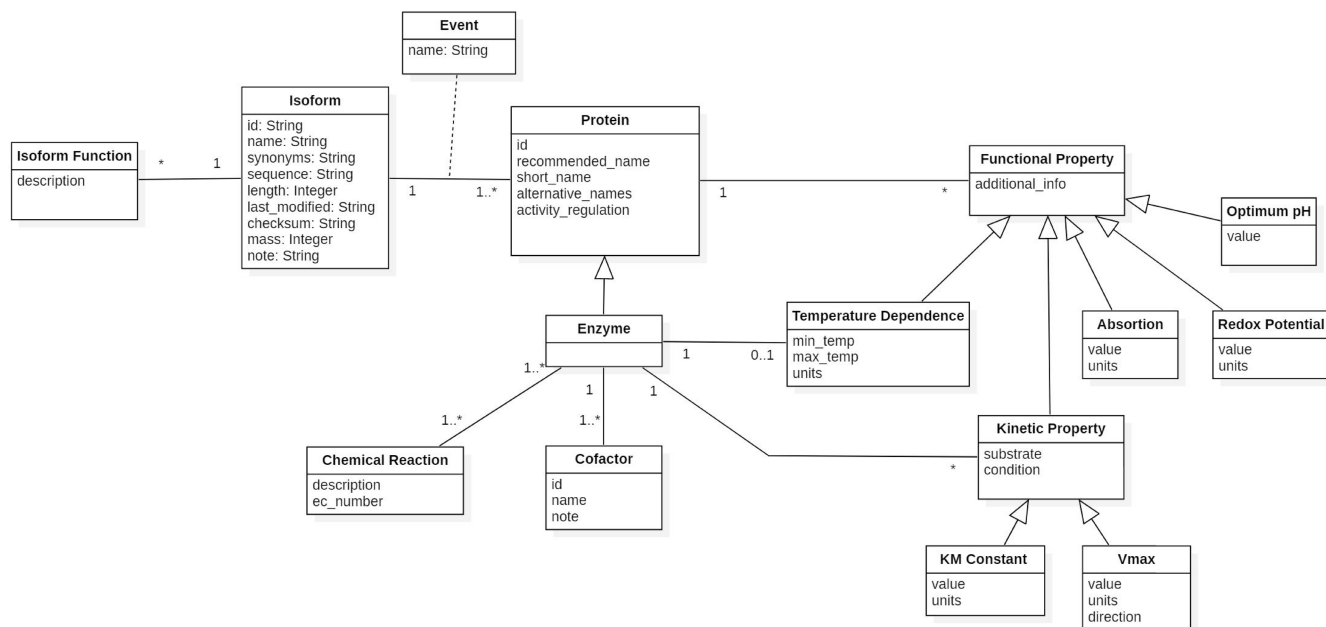 Event
name: String
Isoform
id: String
name: String
synonyms: String
sequence: String
length: Integer
last_modified: String
checksum: String
mass: Integer
note: String
Isoform Function
description
*
1
1
1..*
Protein
id
recommended_name
short_name
alternative_names
activity_regulation
1
*
Functional Property
additional_info
Optimum pH
value
Enzyme
1
0..1
Temperature Dependence
min_temp
max_temp
units
Absortion
value
units
Redox Potential
value
units
1..*
1
1
1..*
1..*
*
Chemical Reaction
description
ec_number
Cofactor
id
name
note
Kinetic Property
substrate
condition
KM Constant
value
units
Vmax
value
units
direction